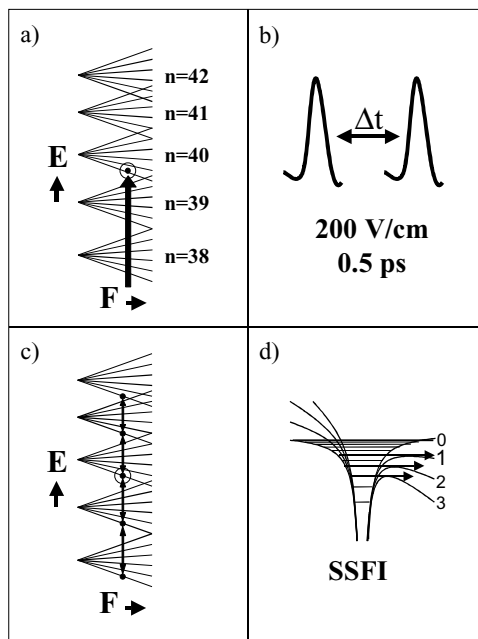 a)
n=42
n=41
n=40
E
n=39
n=38
F
b)
Δt
200 V/cm
0.5 ps
c)
E
F
d)
0
1
2
3
SSFI